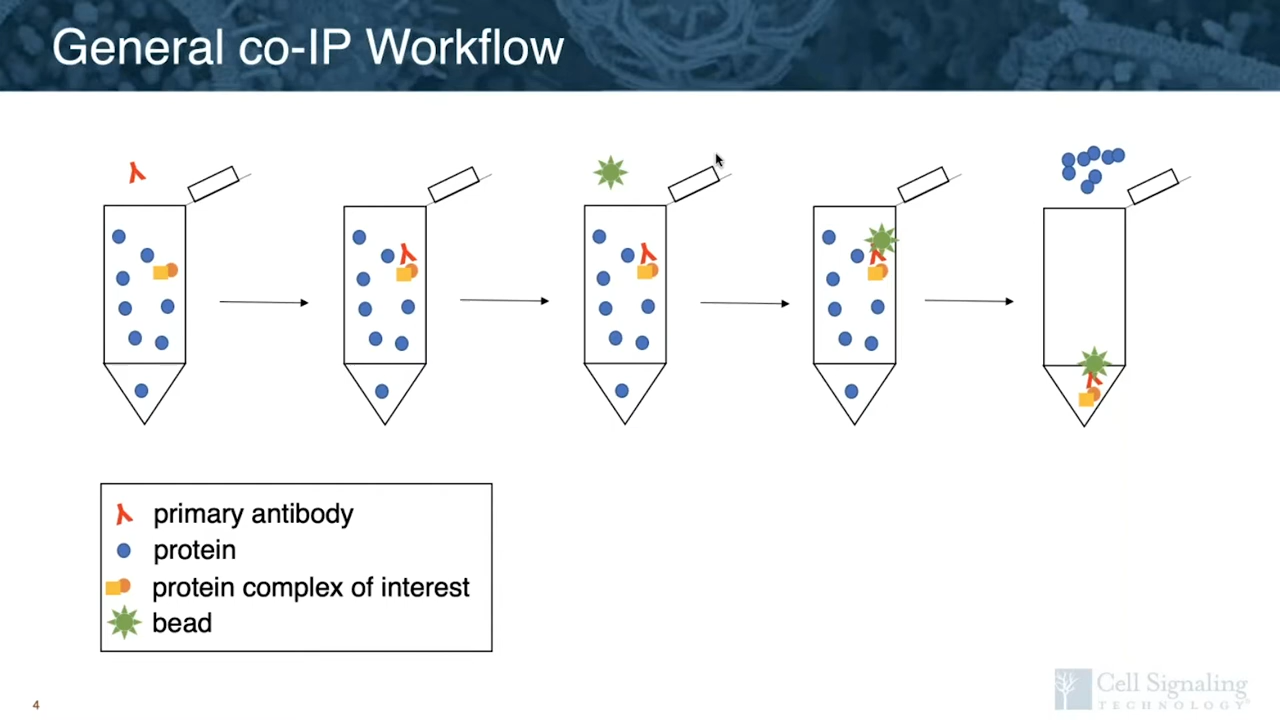 General co-IP Workflow
primary antibody
protein
protein complex of interest
bead
4
Cell Signaling
TECHNOLOGY®